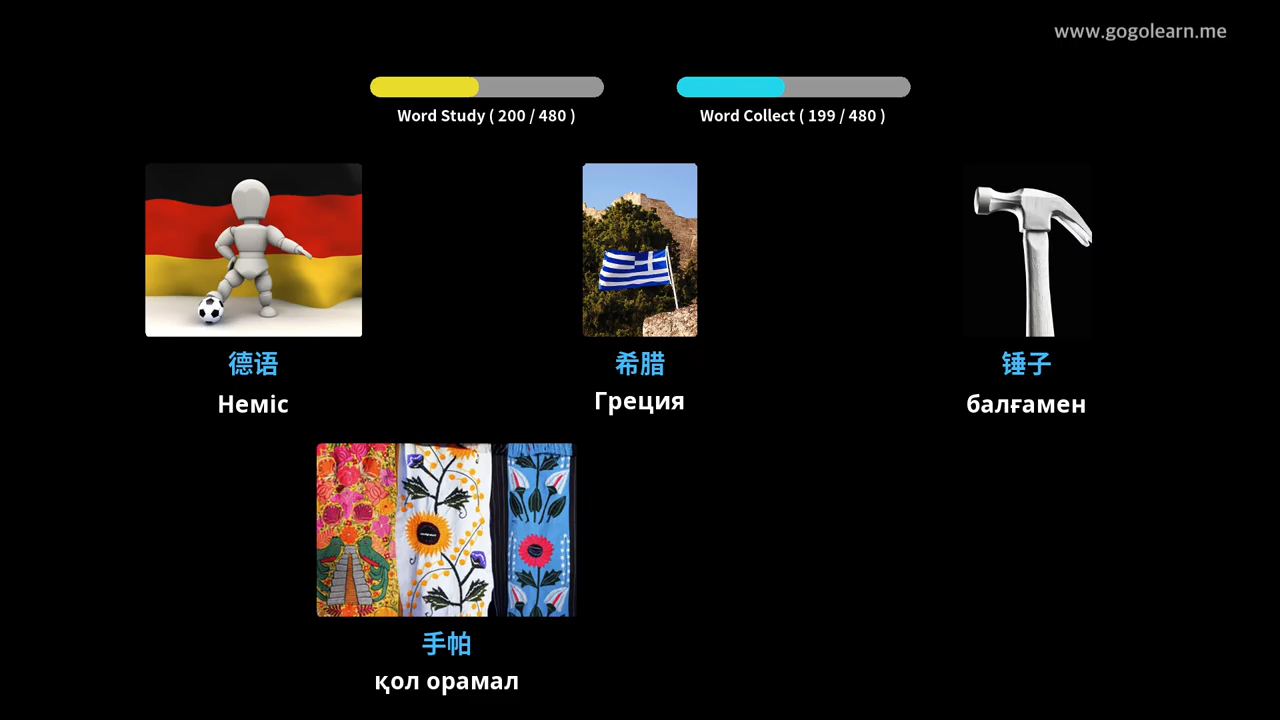 www.gogolearn.me
Word Study ( 200 / 480 )
Word Collect ( 199 / 480 )
德语
希腊
锤子
Неміс
Греция
балғамен
手帕
қол орамал